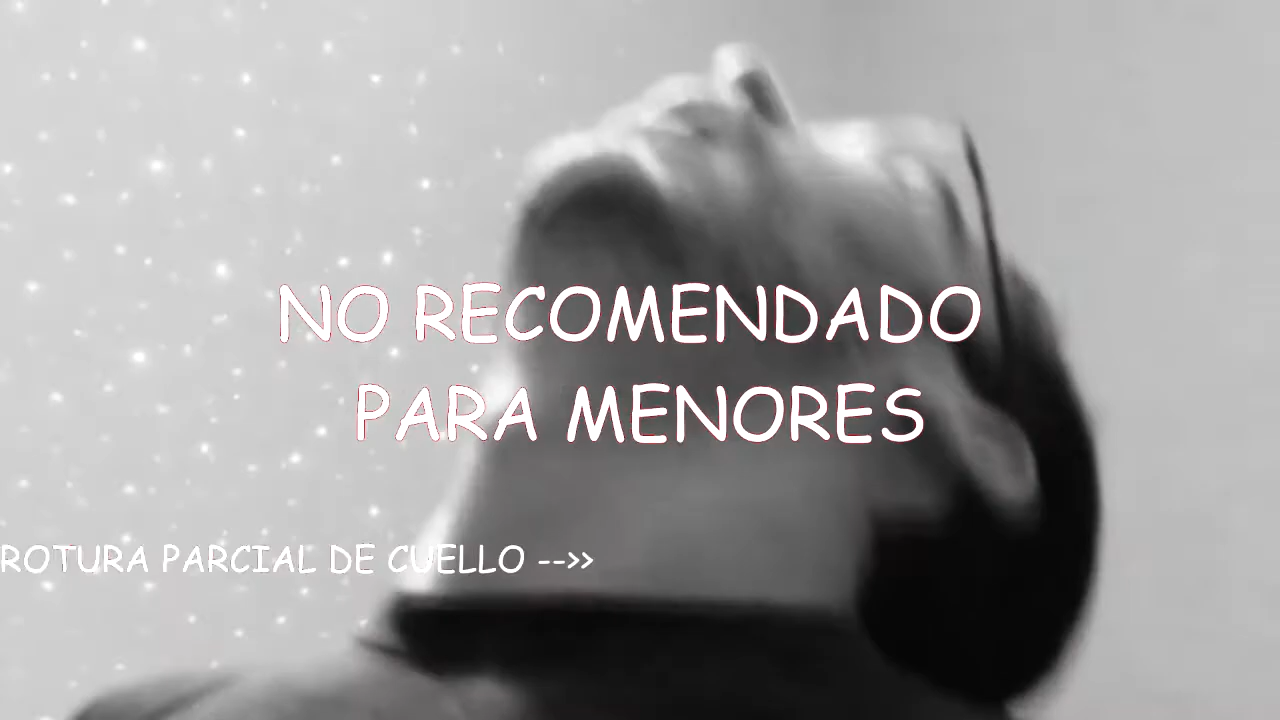 NO RECOMENDADO
PARA MENORES
ROTURA PARCIAL DE CUELLO -->>